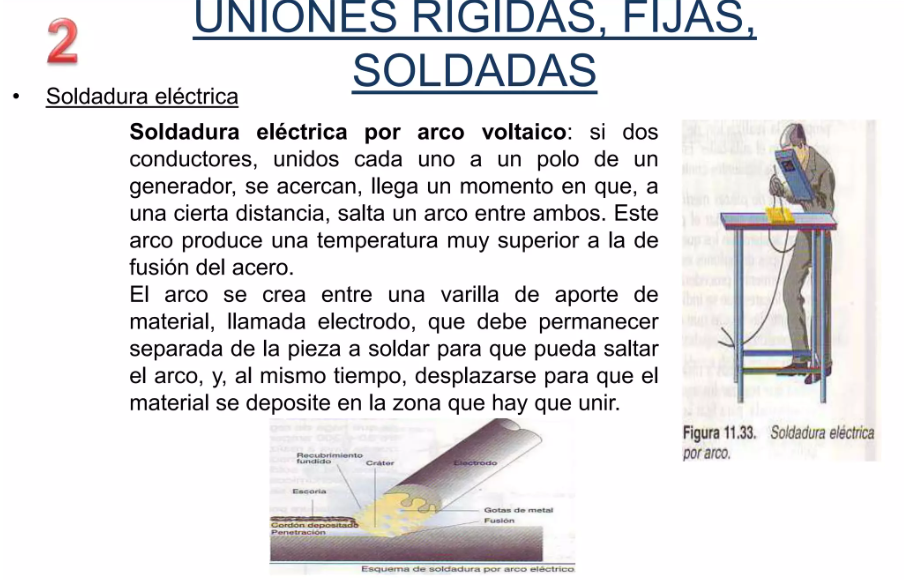 2
UNIONES RIGIDAS, FIJAS,
SOLDADAS
• Soldadura eléctrica
Soldadura eléctrica por arco voltaico: si dos
conductores, unidos cada uno a un polo de un
generador, se acercan, llega un momento en que, a
una cierta distancia, salta un arco entre ambos. Este
arco produce una temperatura muy superior a la de
fusión del acero.
El arco se crea entre una varilla de aporte de
material, llamada electrodo, que debe permanecer
separada de la pieza a soldar para que pueda saltar
el arco, y, al mismo tiempo, desplazarse para que el
material se deposite en la zona que hay que unir.
Figura 11.33. Soldadura eléctrica
por arco.
Recubrimiento
fundido
Cráter
Electrodo
Escoria
Gotas de metal
Cordón depositado
Fusión
Penetración
Esquema de soldadura por arco eléctrico